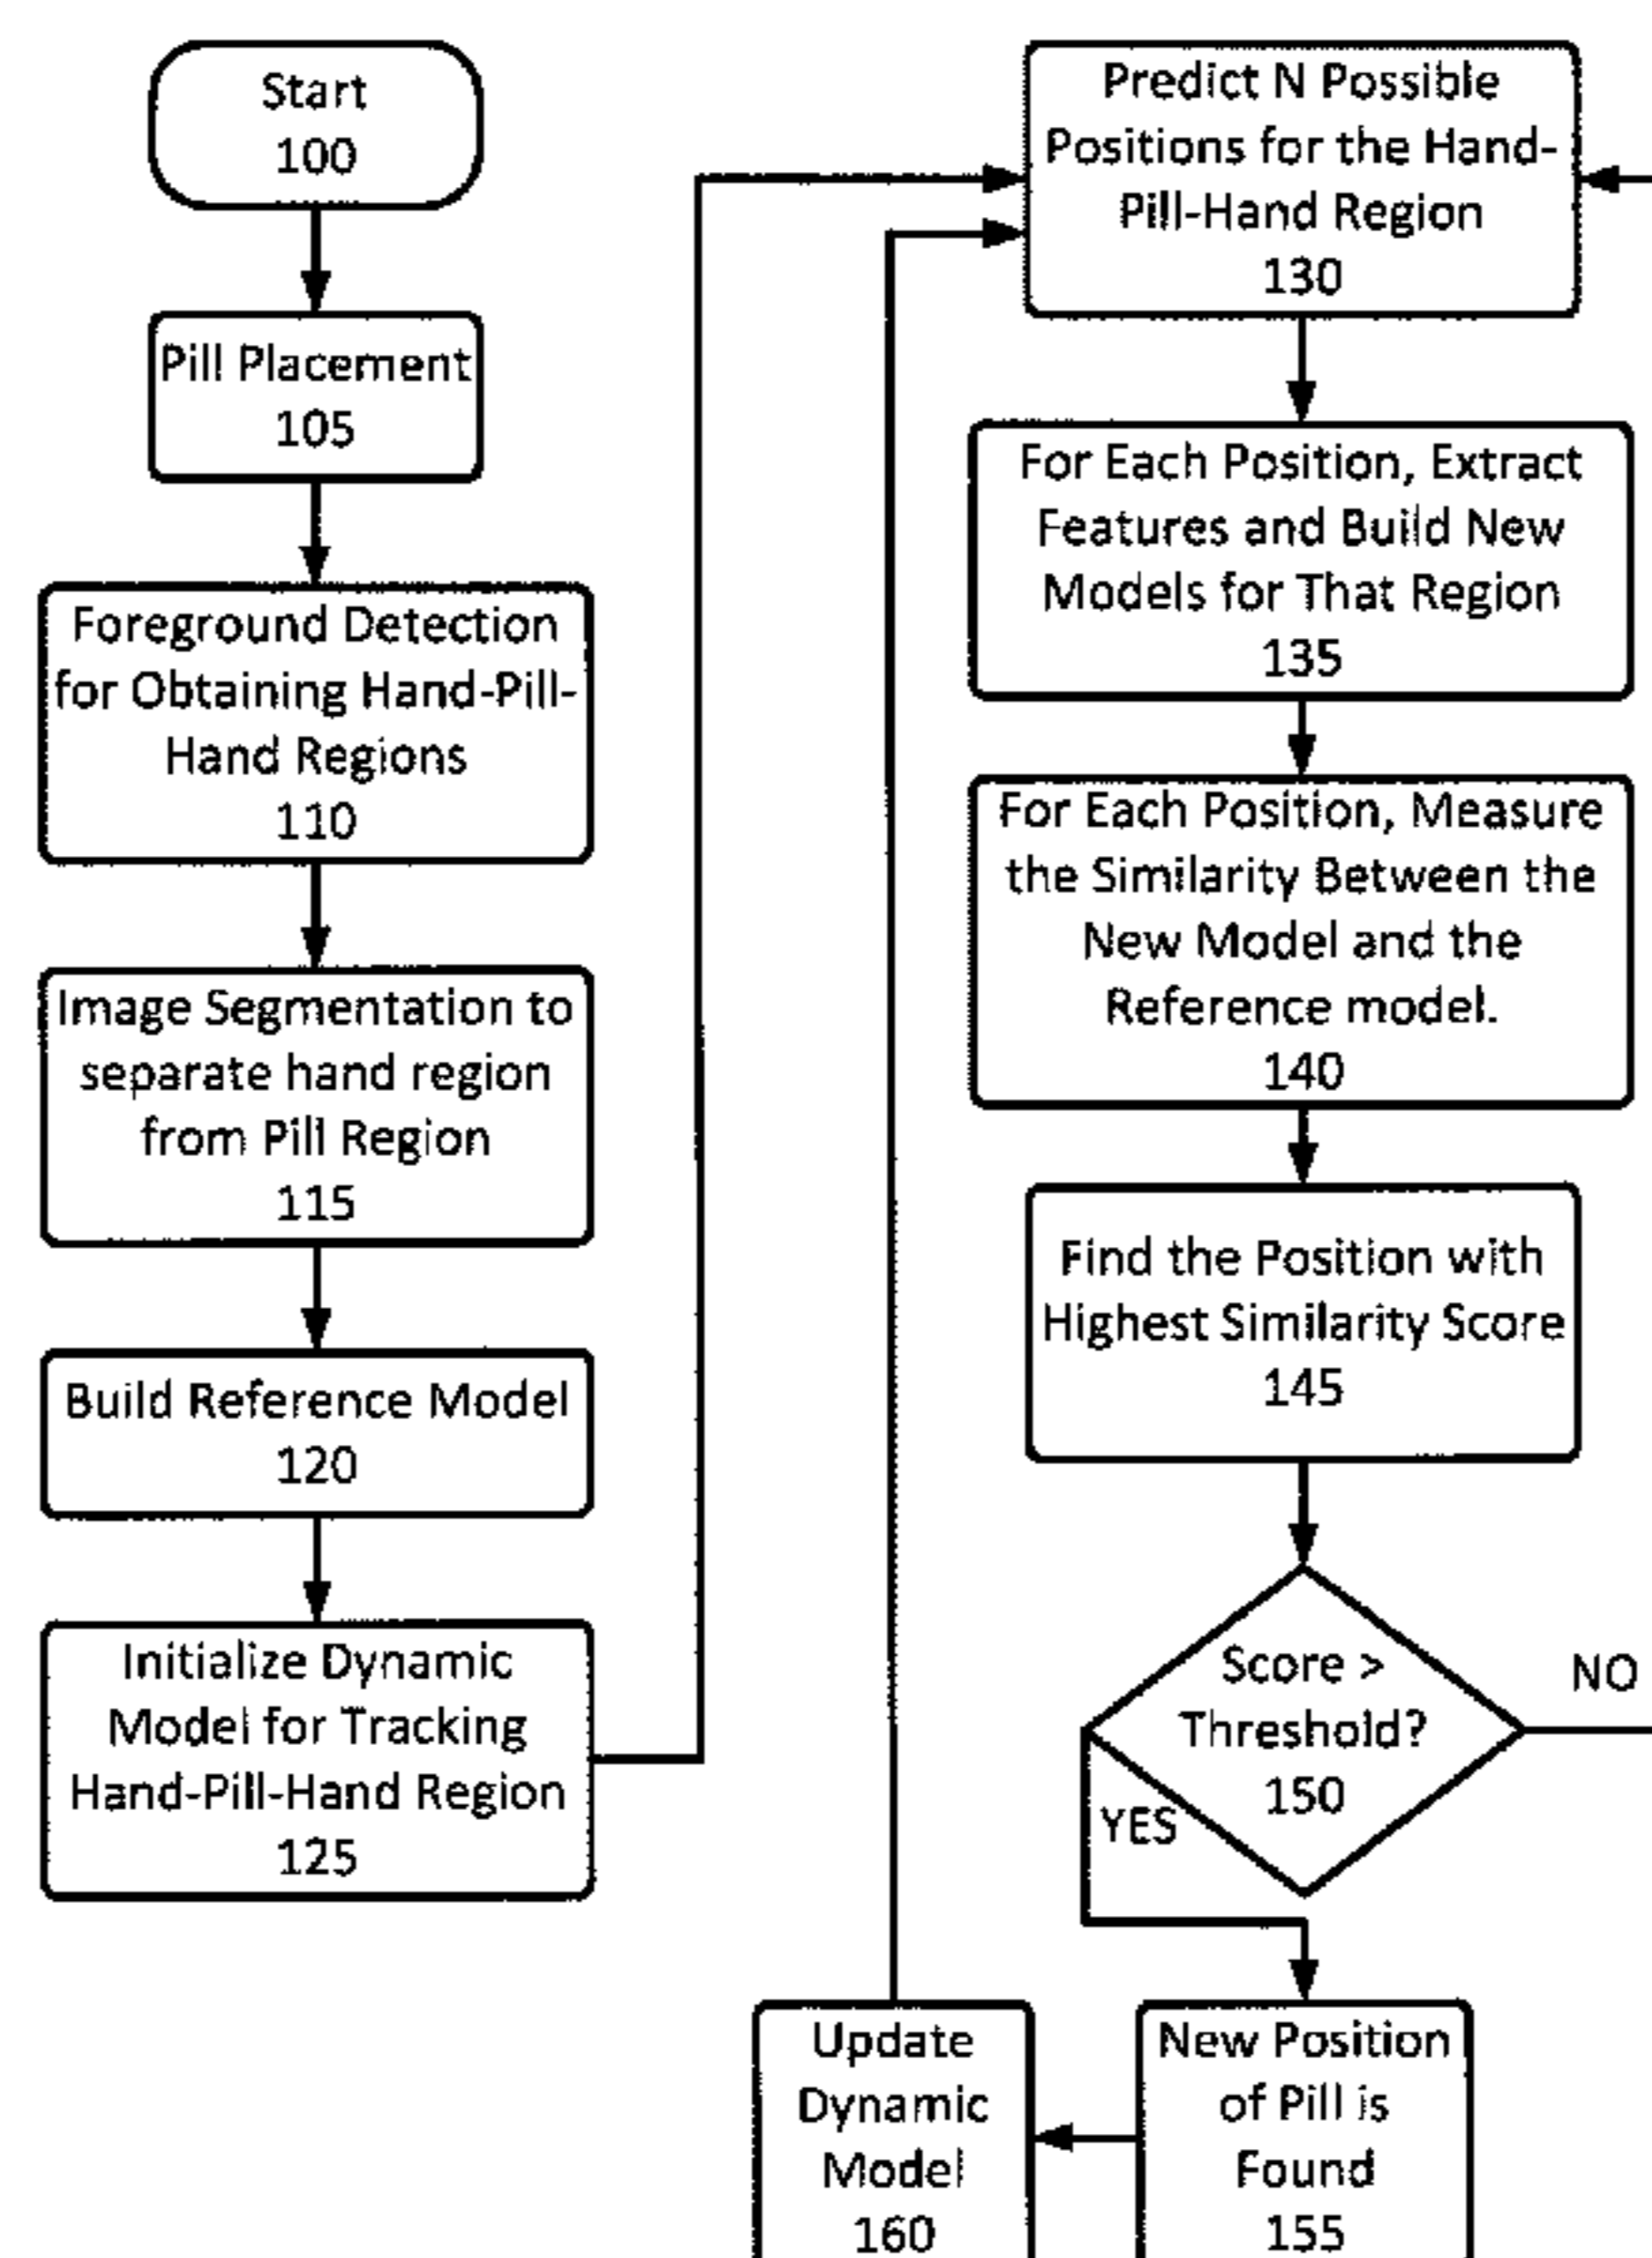 Start
100
Pill Placement
105
Foreground Detection
for Obtaining Hand-Pill-
Hand Regions
110
Image Segmentation to
separate hand region
from Pill Region
115
Build Reference Model
120
Initialize Dynamic
Model for Tracking
Hand-Pill-Hand Region
125
Predict N Possible
Positions for the Hand-
Pill-Hand Region
130
For Each Position, Extract
Features and Build New
Models for That Region
135
For Each Position, Measure
the Similarity Between the
New Model and the
Reference model.
140
Find the Position with
Highest Similarity Score
145
Score >
Threshold?
150
NO
YES
New Position
of Pill is
Found
155
Update
Dynamic
Model
160